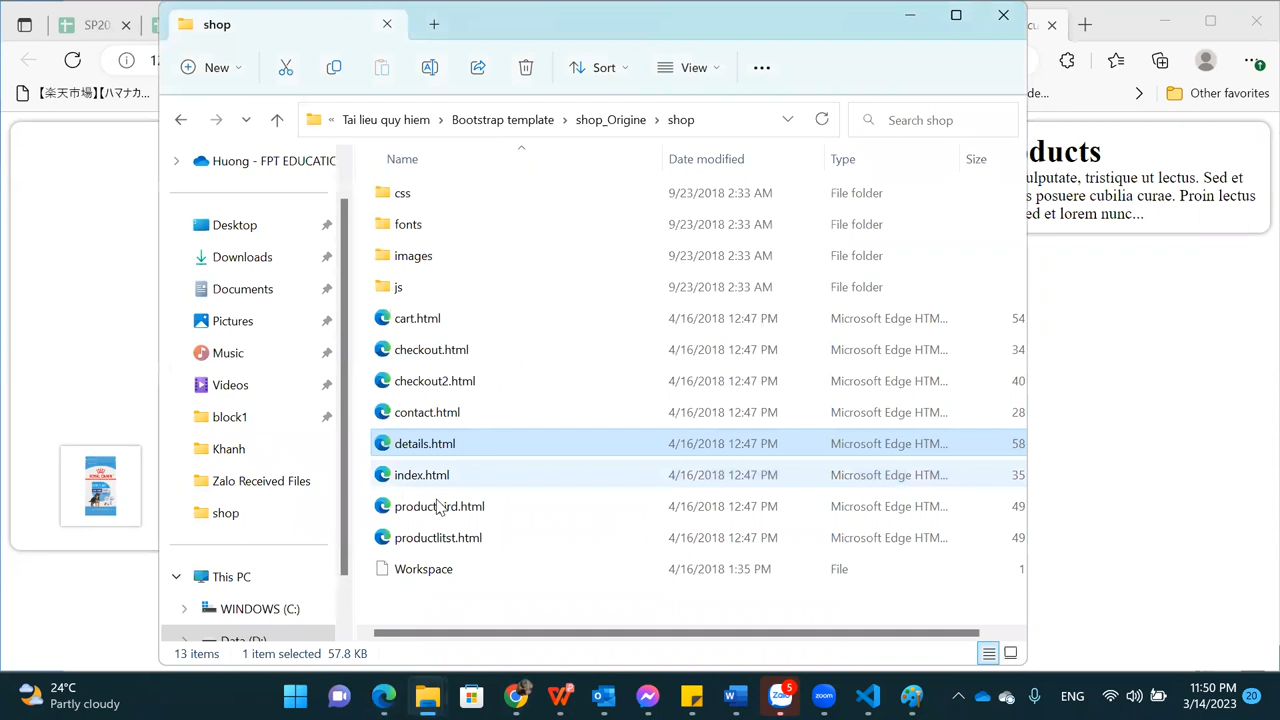 SP20
shop
12
New
Sort
View
【楽天市場】【ハマナカ...
de...
Other favorites
« Tai lieu quy hiem > Bootstrap template > shop_Origine > shop
Search shop
ducts
ulputate, tristique ut lectus. Sed et
s posuere cubilia curae. Proin lectus
ed et lorem nunc...
Huong - FPT EDUCATIC
Desktop
Downloads
Documents
Pictures
Music
Videos
block1
Khanh
Zalo Received Files
shop
This PC
WINDOWS (C:)
Data (D:)
Name Date modified Type Size
css 9/23/2018 2:33 AM File folder
fonts 9/23/2018 2:33 AM File folder
images 9/23/2018 2:33 AM File folder
js 9/23/2018 2:33 AM File folder
cart.html 4/16/2018 12:47 PM Microsoft Edge HTM... 54
checkout.html 4/16/2018 12:47 PM Microsoft Edge HTM... 34
checkout2.html 4/16/2018 12:47 PM Microsoft Edge HTM... 40
contact.html 4/16/2018 12:47 PM Microsoft Edge HTM... 28
details.html 4/16/2018 12:47 PM Microsoft Edge HTM... 58
index.html 4/16/2018 12:47 PM Microsoft Edge HTM... 35
4/16/2018 12:47 PM Microsoft Edge HTM... 49
productlitst.html 4/16/2018 12:47 PM Microsoft Edge HTM... 49
Workspace 4/16/2018 1:35 PM File 1
13 items 1 item selected 57.8 KB
ROYAL CANIN
24°C
Partly cloudy
5
Zalo
zoom
ENG
11:50 PM
3/14/2023
20